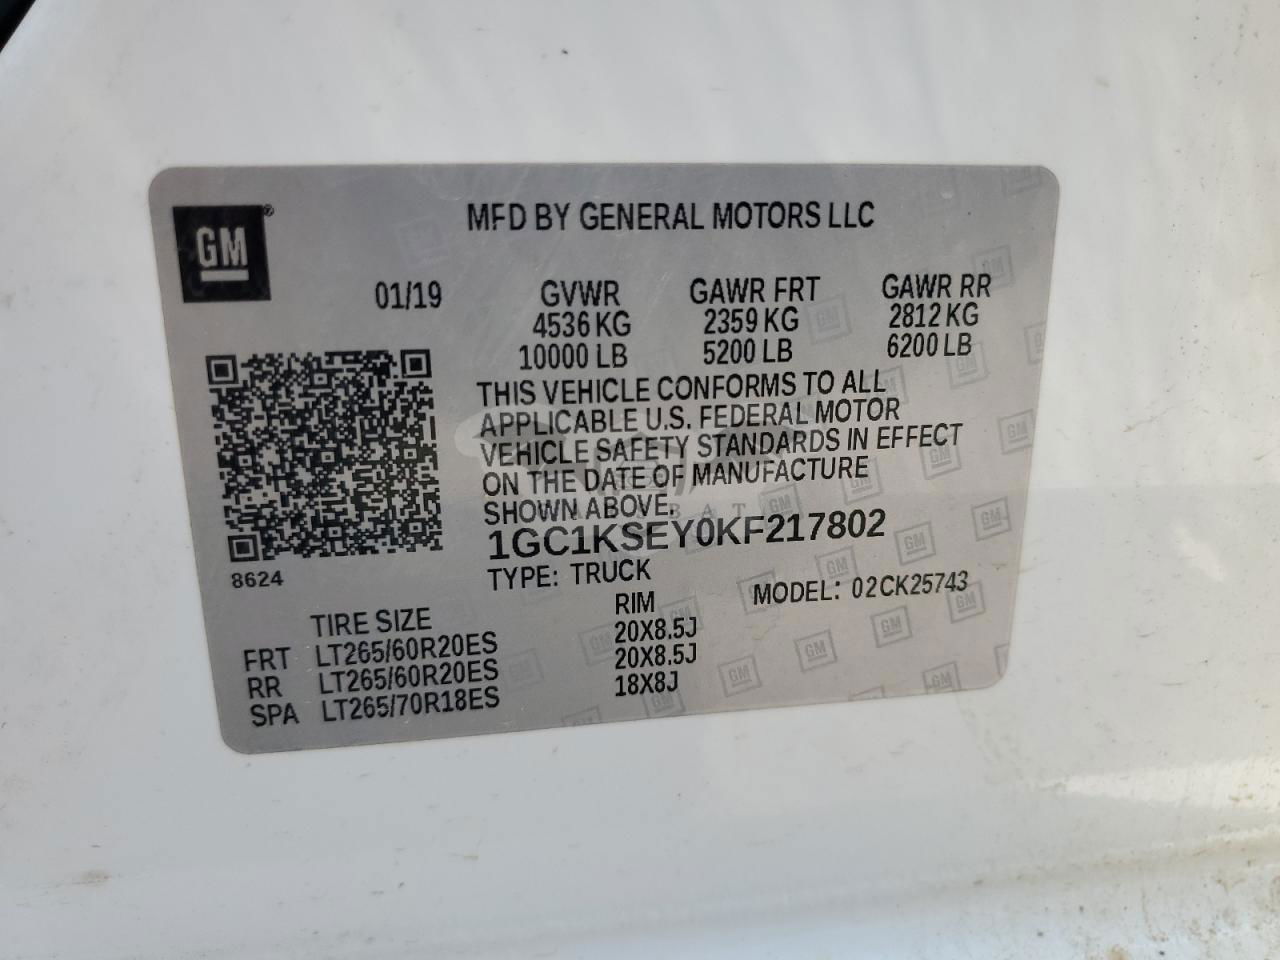 GM
MFD BY GENERAL MOTORS LLC
01/19 GVWR GAWR FRT GAWR RR
4536 KG 2359 KG 2812 KG
10000 LB 5200 LB 6200 LB
THIS VEHICLE CONFORMS TO ALL
APPLICABLE U.S. FEDERAL MOTOR
VEHICLE SAFETY STANDARDS IN EFFECT
ON THE DATE OF MANUFACTURE
SHOWN ABOVE.
1GC1KSEY0KF217802
8624
TYPE: TRUCK MODEL: 02CK25743
TIRE SIZE RIM
FRT LT265/60R20ES 20X8.5J
RR LT265/60R20ES 20X8.5J
SPA LT265/70R18ES 18X8J